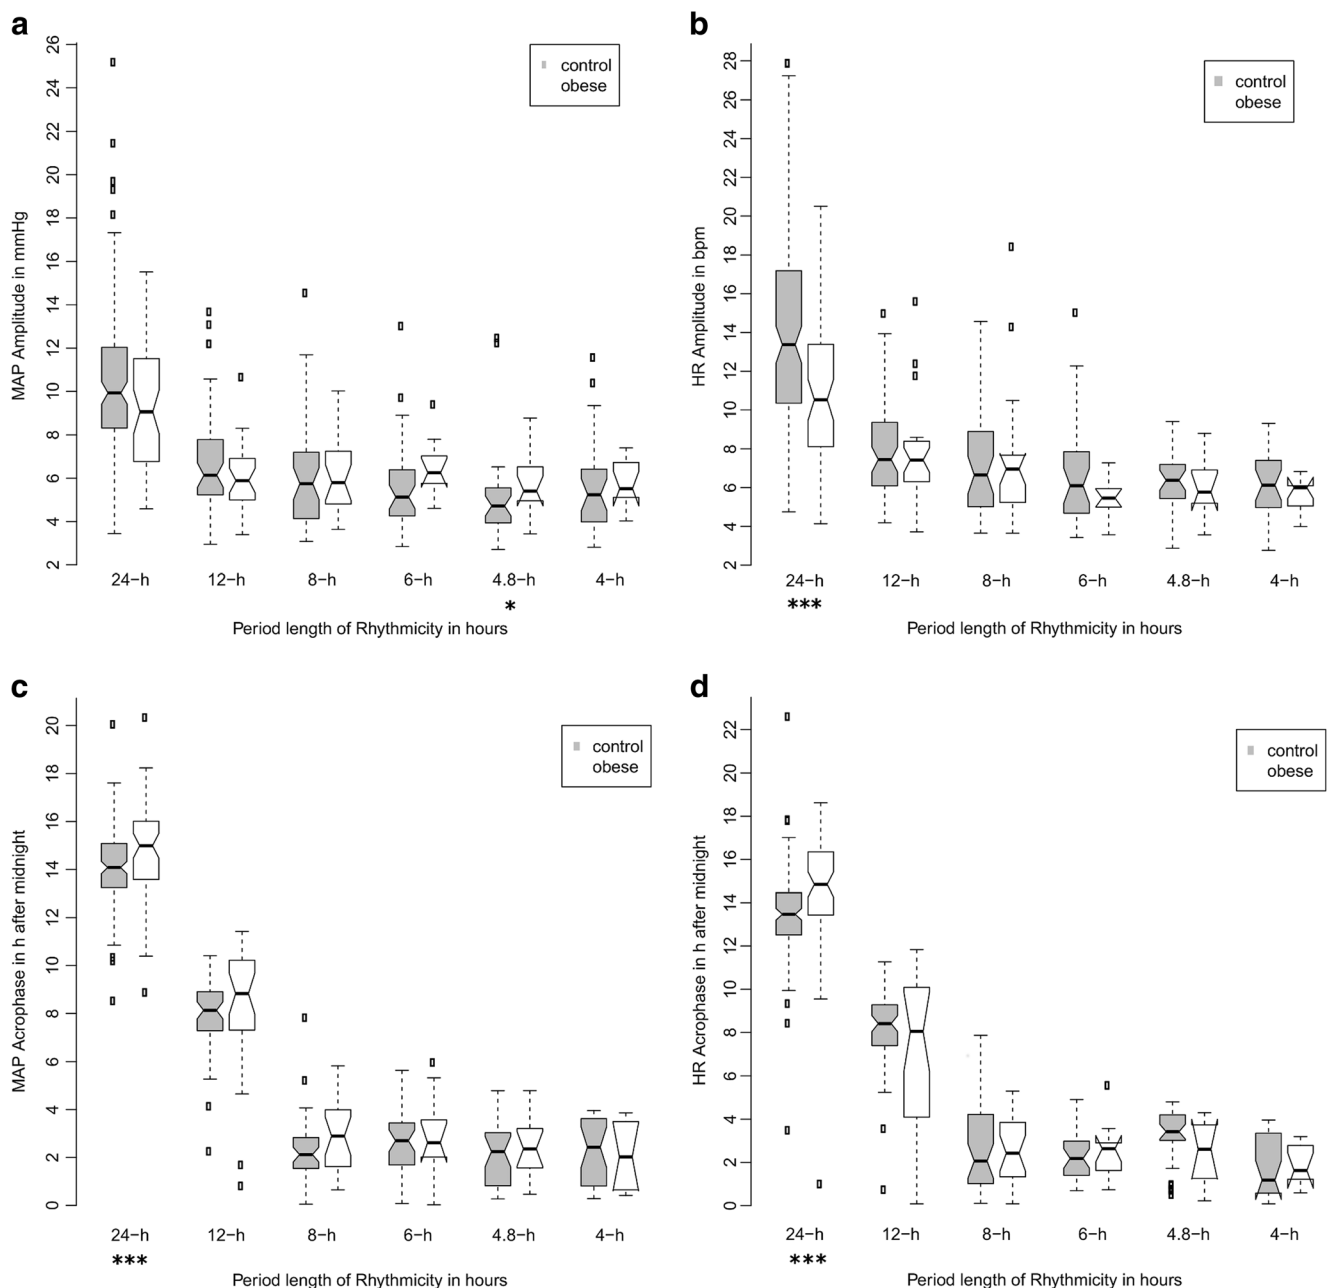 a
MAP Amplitude in mmHg
26
24
22
20
18
16
14
12
10
8
6
4
2
control
obese
24-h 12-h 8-h 6-h 4.8-h 4-h
*
Period length of Rhythmicity in hours
b
HR Amplitude in bpm
28
26
24
22
20
18
16
14
12
10
8
6
4
2
control
obese
24-h 12-h 8-h 6-h 4.8-h 4-h
***
Period length of Rhythmicity in hours
c
MAP Acrophase in h after midnight
20
18
16
14
12
10
8
6
4
2
0
control
obese
24-h 12-h 8-h 6-h 4.8-h 4-h
***
Period length of Rhythmicity in hours
d
HR Acrophase in h after midnight
22
20
18
16
14
12
10
8
6
4
2
0
control
obese
24-h 12-h 8-h 6-h 4.8-h 4-h
***
Period length of Rhythmicity in hours